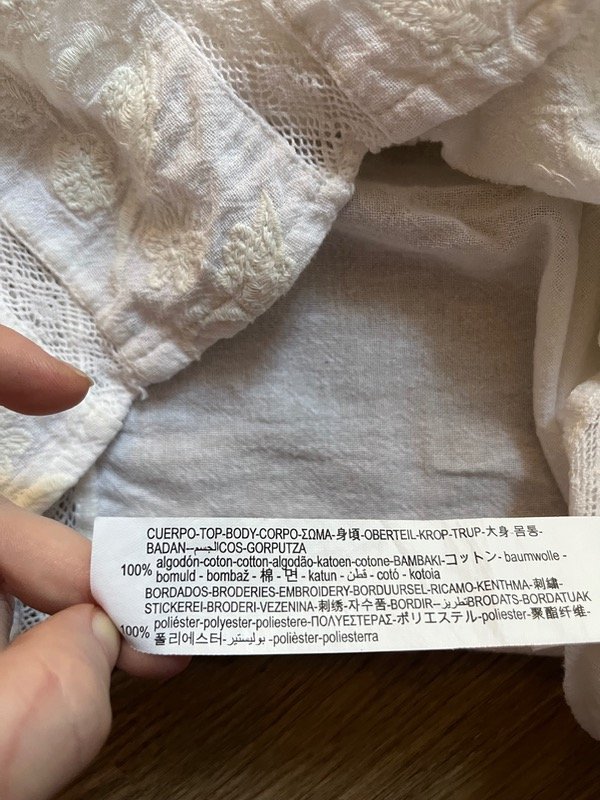 CUERPO-TOP-BODY-CORPO-ΣΩΜΑ-身頃-OBERTEIL-KROP-TRUP-大身-몸통-
BADAN-الجسم-COS-GORPUTZA
100% algodón-coton-cotton-algodão-katoen-cotone-BAMBAKI-コットン-baumwolle-
bomuld-bombaž-棉-면-katun-قطن-cotó-kotoia
BORDADOS-BRODERIES-EMBROIDERY-BORDUURSEL-RICAMO-KENTHMA-刺繍-
STICKEREI-BRODERI-VEZENINA-刺绣-자수품-BORDIR-تطريز-BRODATS-BORDATUAK
poliéster-polyester-poliestere-ΠΟΛΥΕΣΤΕΡΑΣ-ポリエステル-poliester-聚酯纤维-
100% 폴리에스터-بوليستير-polièster-poliesterra